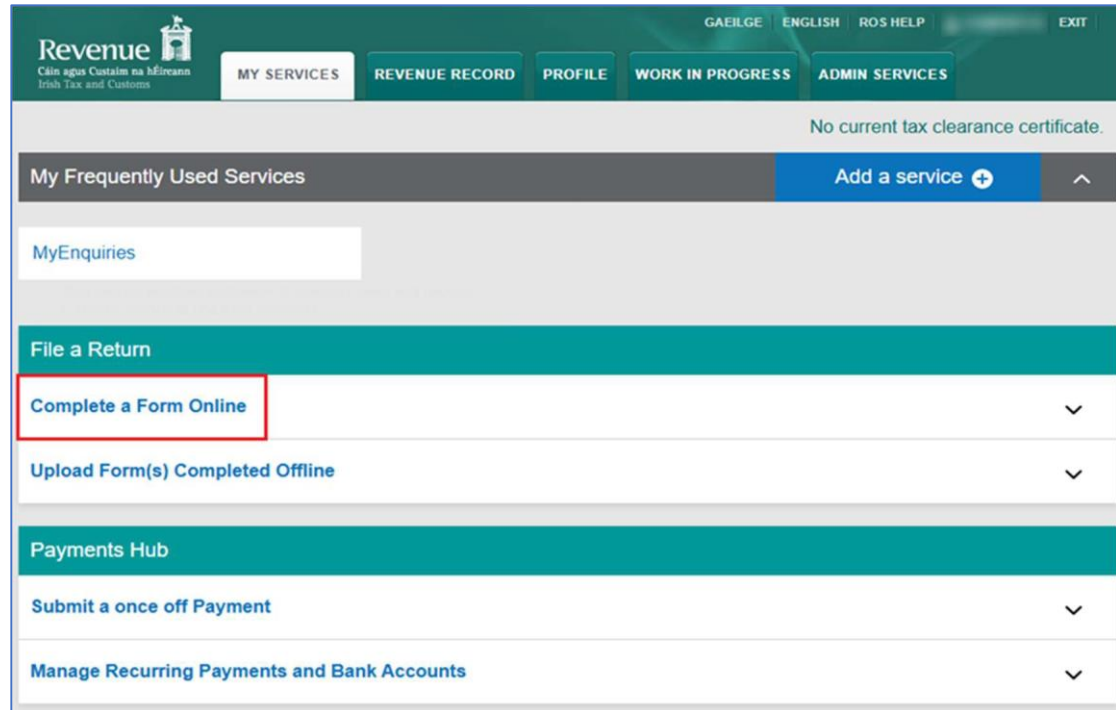 GAEILGE ENGLISH ROS HELP EXIT
Revenue
Cáin agus Custaim na hÉireann
Irish Tax and Customs
MY SERVICES REVENUE RECORD PROFILE WORK IN PROGRESS ADMIN SERVICES
No current tax clearance certificate.
My Frequently Used Services Add a service
MyEnquiries
File a Return
Complete a Form Online
Upload Form(s) Completed Offline
Payments Hub
Submit a once off Payment
Manage Recurring Payments and Bank Accounts